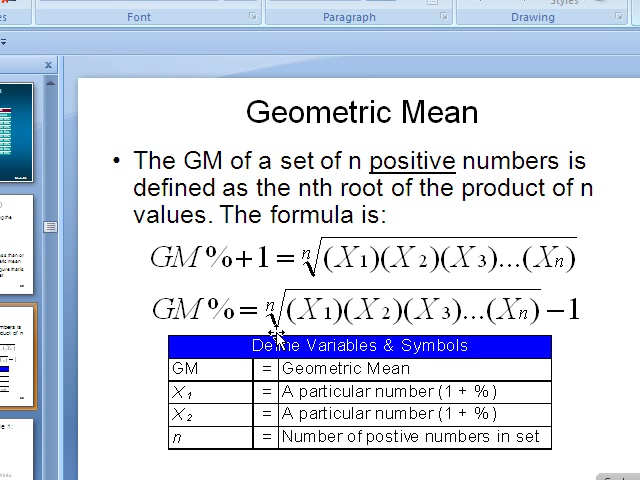 Styles
Font Paragraph Drawing
Geometric Mean
• The GM of a set of n positive numbers is
defined as the nth root of the product of n
values. The formula is:
GM%+1=ⁿ√(X1)(X2)(X3)...(Xn)
GM%=ⁿ√(X1)(X2)(X3)...(Xn)-1
Define Variables & Symbols
GM = Geometric Mean
X1 = A particular number (1 + %)
X2 = A particular number (1 + %)
n = Number of postive numbers in set